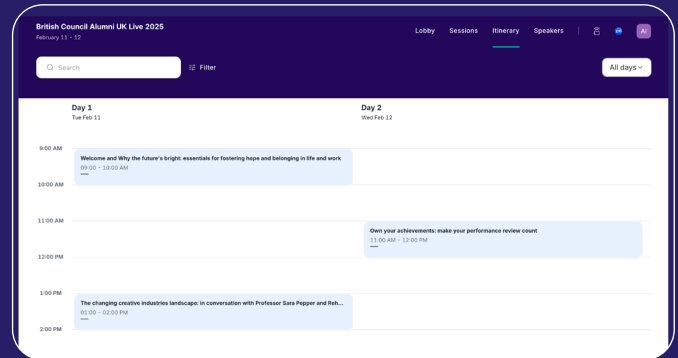 British Council Alumni UK Live 2025
February 11 – 12
Lobby
Sessions
Itinerary
Speakers
AI
Search
Filter
All days
Day 1
Tue Feb 11
Day 2
Wed Feb 12
9:00 AM
Welcome and Why the future's bright: essentials for fostering hope and belonging in life and work
09:00 – 10:00 AM
10:00 AM
11:00 AM
Own your achievements: make your performance review count
11:00 AM – 12:00 PM
12:00 PM
1:00 PM
The changing creative industries landscape: in conversation with Professor Sara Pepper and Reh...
01:00 – 02:00 PM
2:00 PM